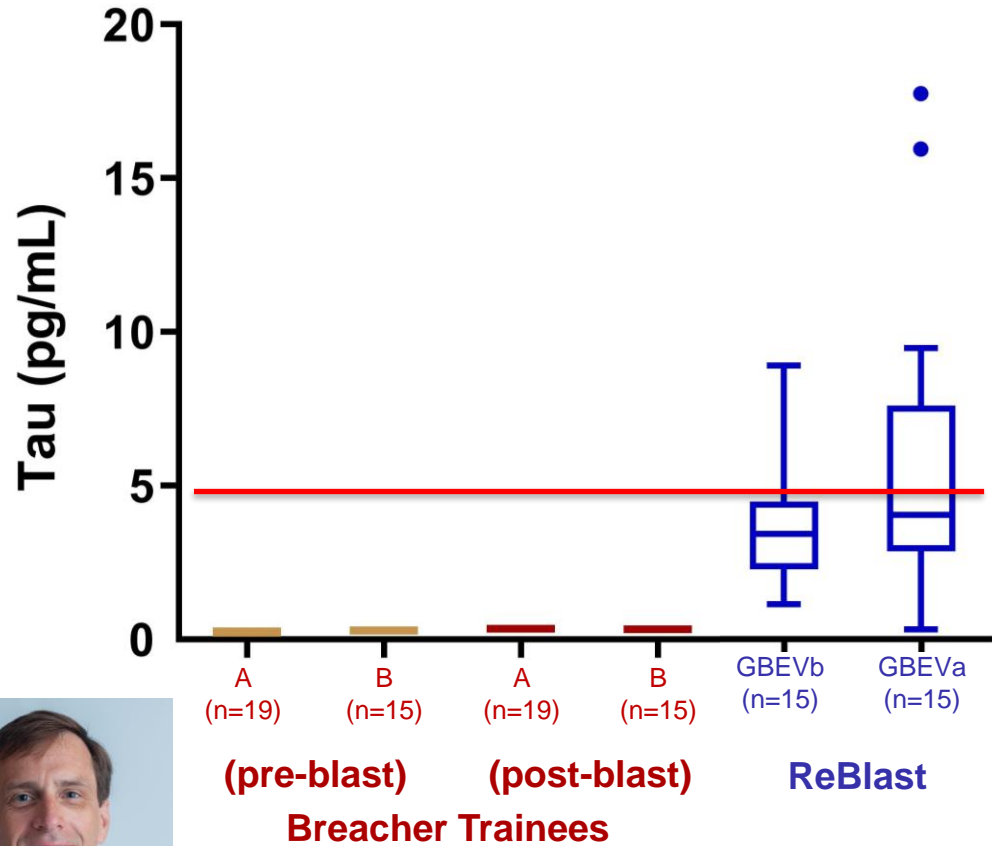 20
15
10
5
0
Tau (pg/mL)
A B A B GBEVb GBEVa
(n=19) (n=15) (n=19) (n=15) (n=15) (n=15)
(pre-blast) (post-blast) ReBlast
Breacher Trainees